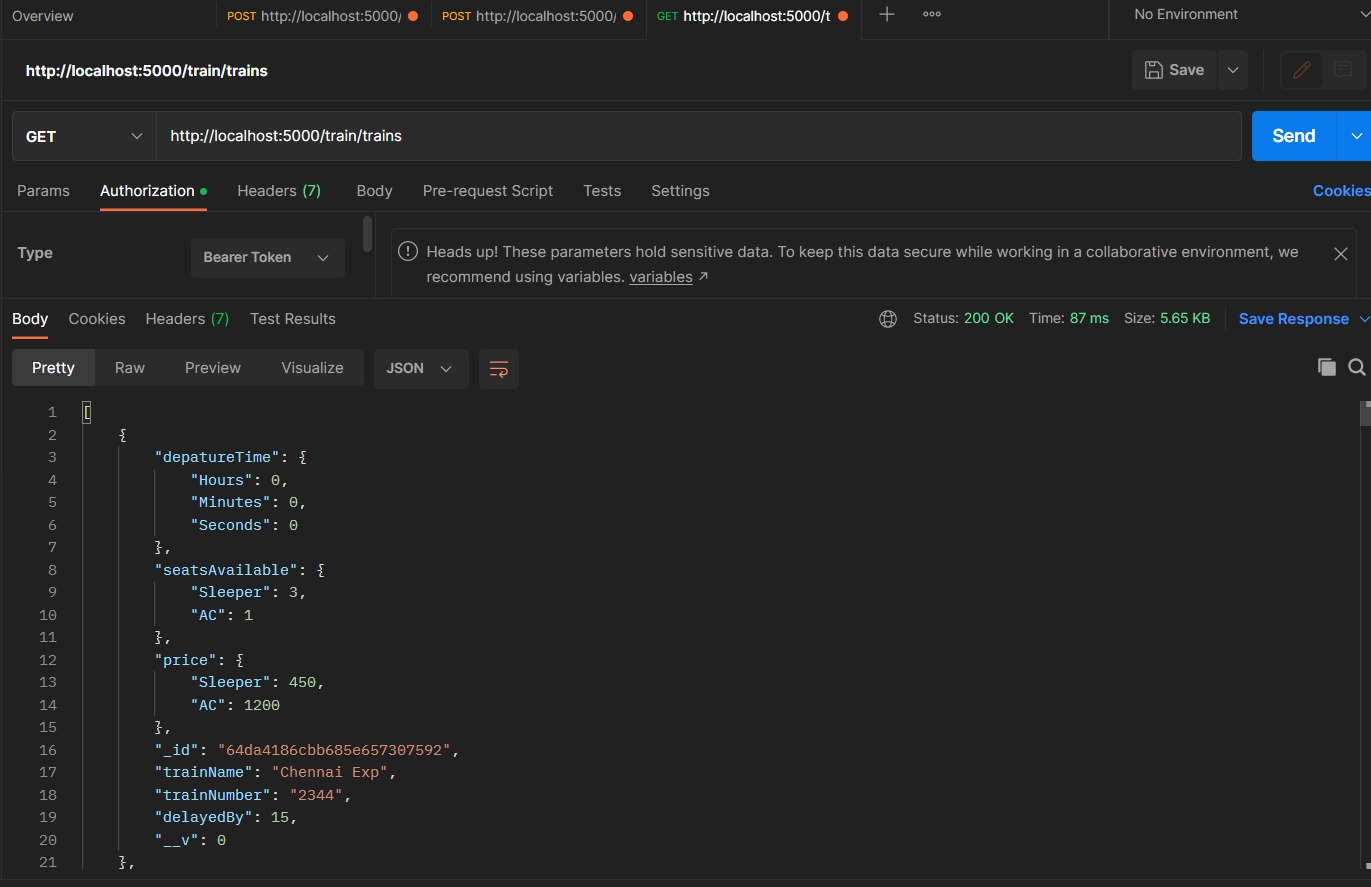 Overview POST http://localhost:5000/ POST http://localhost:5000/ GET http://localhost:5000/t No Environment
http://localhost:5000/train/trains Save
GET http://localhost:5000/train/trains Send
Params Authorization Headers (7) Body Pre-request Script Tests Settings Cookies
Type Bearer Token
Heads up! These parameters hold sensitive data. To keep this data secure while working in a collaborative environment, we
recommend using variables. variables ↗
Body Cookies Headers (7) Test Results Status: 200 OK Time: 87 ms Size: 5.65 KB Save Response
Pretty Raw Preview Visualize JSON
1 [
2 {
3 "depatureTime": {
4 "Hours": 0,
5 "Minutes": 0,
6 "Seconds": 0
7 },
8 "seatsAvailable": {
9 "Sleeper": 3,
10 "AC": 1
11 },
12 "price": {
13 "Sleeper": 450,
14 "AC": 1200
15 },
16 "_id": "64da4186cbb685e657307592",
17 "trainName": "Chennai Exp",
18 "trainNumber": "2344",
19 "delayedBy": 15,
20 "__v": 0
21 },